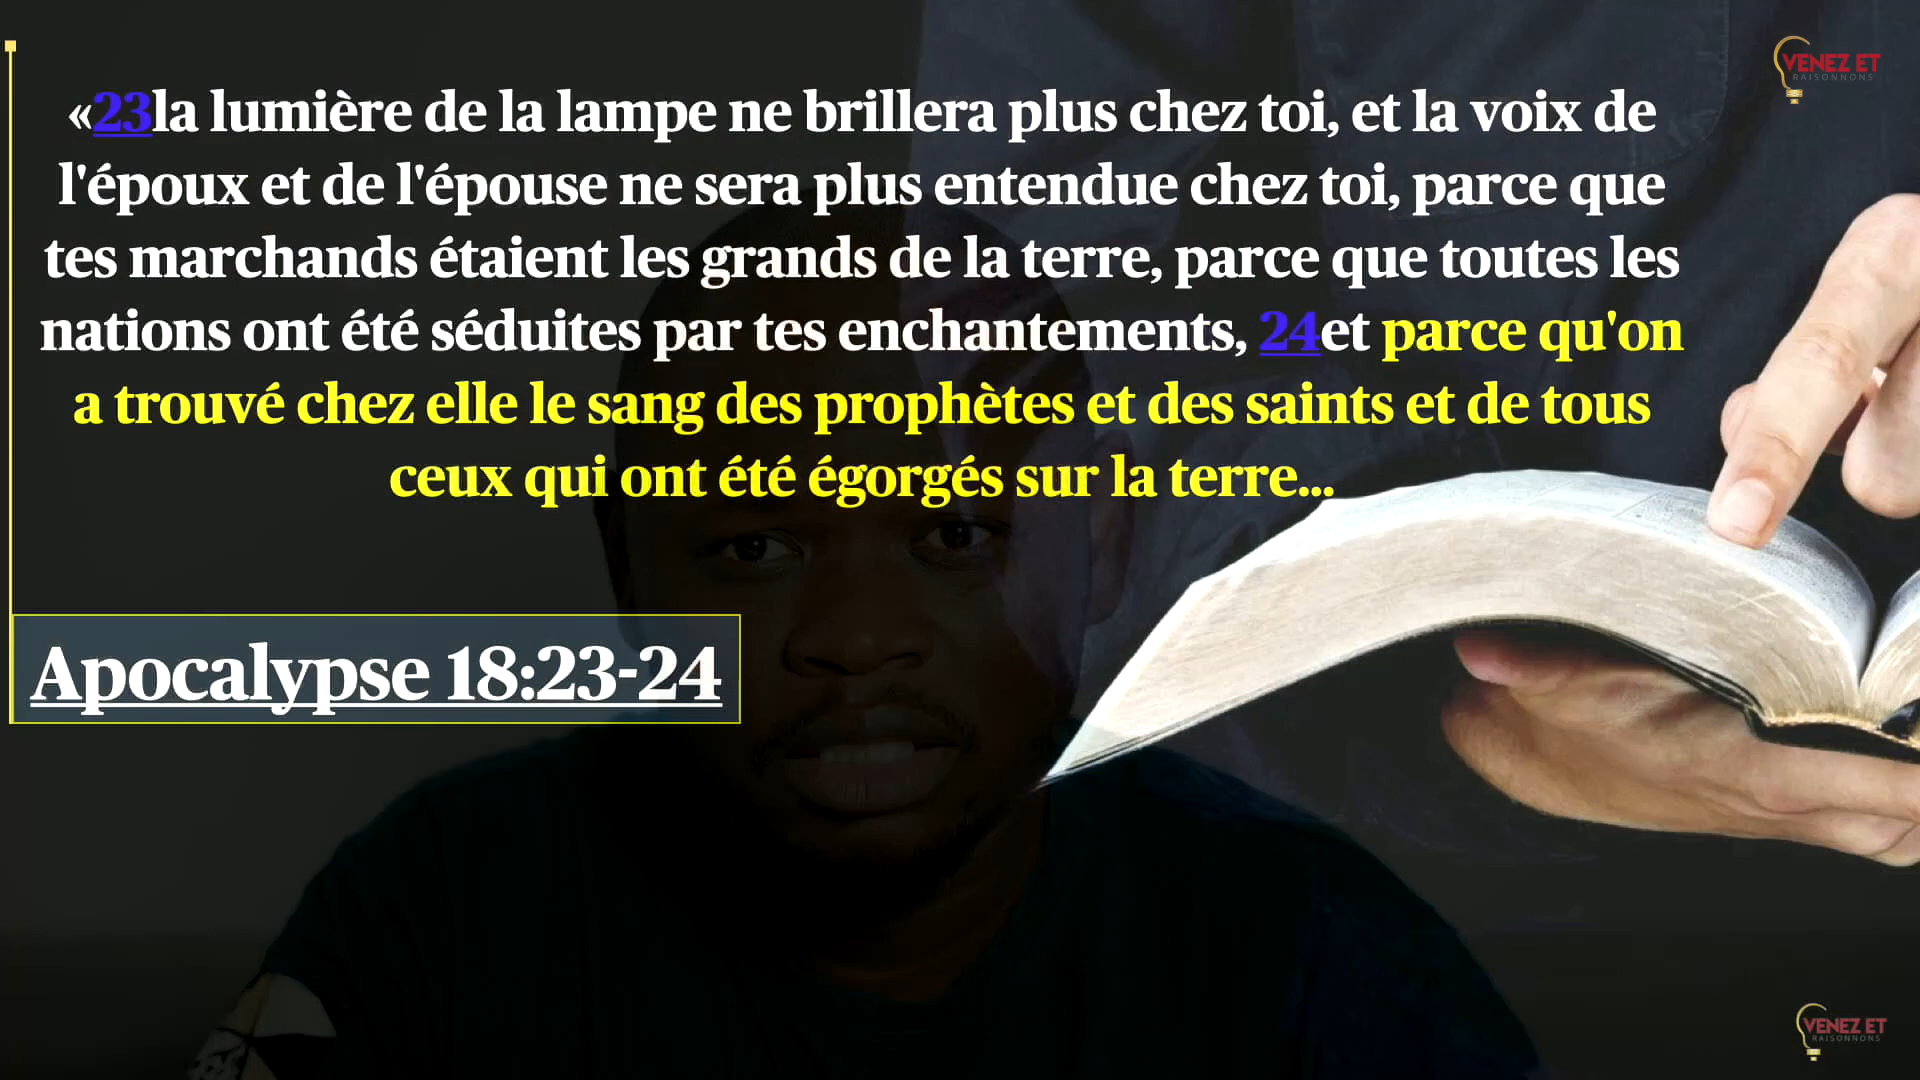 VENEZ ET
RAISONNONS
«23la lumière de la lampe ne brillera plus chez toi, et la voix de
l'époux et de l'épouse ne sera plus entendue chez toi, parce que
tes marchands étaient les grands de la terre, parce que toutes les
nations ont été séduites par tes enchantements, 24et parce qu'on
a trouvé chez elle le sang des prophètes et des saints et de tous
ceux qui ont été égorgés sur la terre...
Apocalypse 18:23-24
VENEZ ET
RAISONNONS